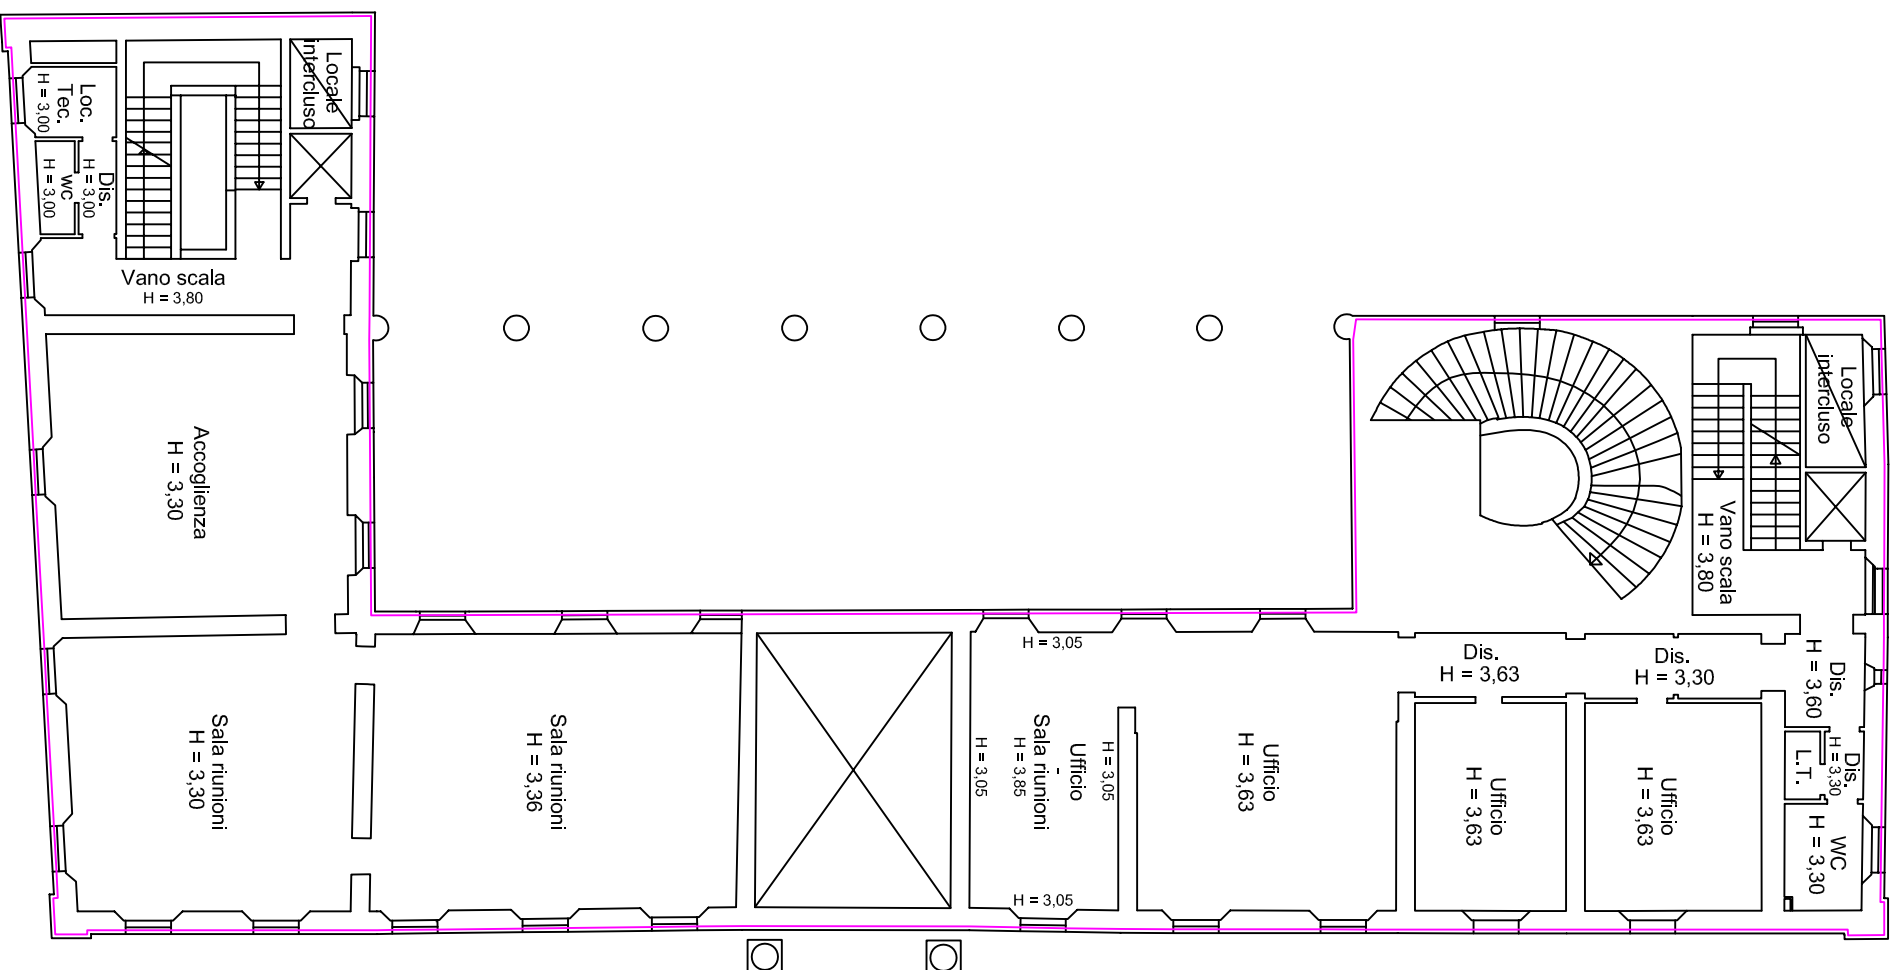 Locale
intercluso
Loc.
Tec.
H = 3,00
Dis.
H = 3,00
wc
H = 3,00
Vano scala
H = 3,80
Accoglienza
H = 3,30
Sala riunioni
H = 3,30
Sala riunioni
H = 3,36
H = 3,05
H = 3,05
Ufficio
-
Sala riunioni
H = 3,85
H = 3,05
H = 3,05
Ufficio
H = 3,63
Dis.
H = 3,63
Ufficio
H = 3,63
Dis.
H = 3,30
Ufficio
H = 3,63
Locale
intercluso
Vano scala
H = 3,80
Dis.
H = 3,60
Dis.
H = 3,30
L.T.
WC
H = 3,30